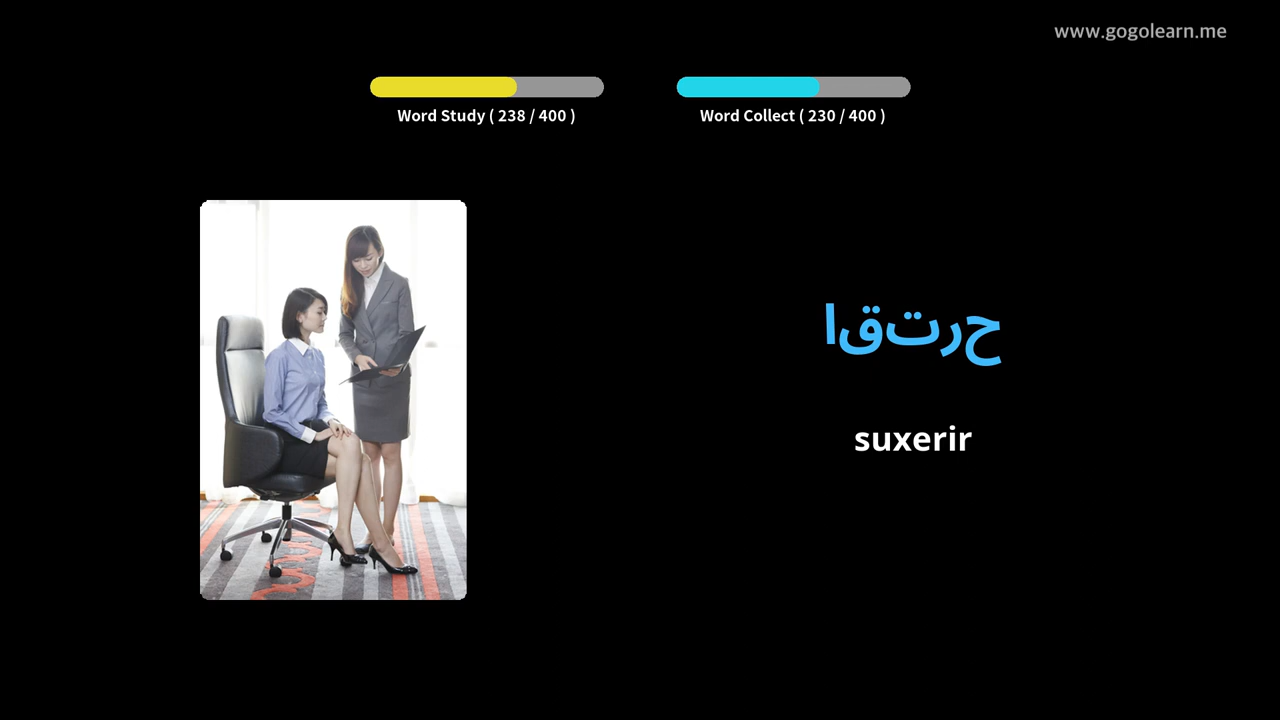 www.gogolearn.me
Word Study ( 238 / 400 )
Word Collect ( 230 / 400 )
اقترح
suxerir